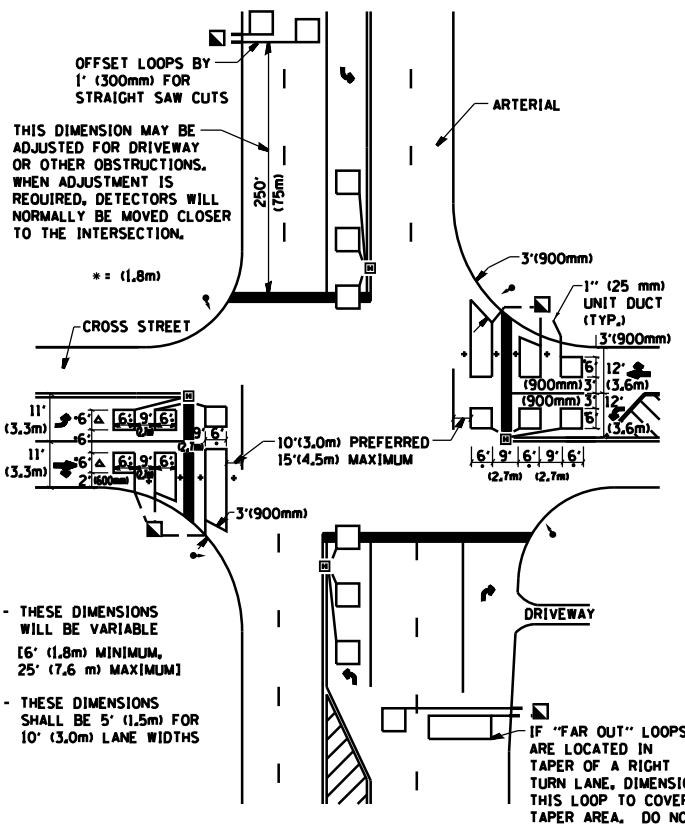 OFFSET LOOPS BY
1' (300mm) FOR
STRAIGHT SAW CUTS
THIS DIMENSION MAY BE
ADJUSTED FOR DRIVEWAY
OR OTHER OBSTRUCTIONS.
WHEN ADJUSTMENT IS
REQUIRED, DETECTORS WILL
NORMALLY BE MOVED CLOSER
TO THE INTERSECTION.
250'
(75m)
ARTERIAL
* = (1.8m)
3'(900mm)
1" (25 mm)
UNIT DUCT
(TYP.)
CROSS STREET
3'(900mm)
H
H
6'
12'
(3.6m)
(900mm) 3'
(900mm) 3'
12'
6'
(3.6m)
H
11'
(3.3m)
6'
6' 9' 6'
6'
9'
(2.7m)
6'
11'
(3.3m)
6'
6' 9' 6'
2' (600mm)
10'(3.0m) PREFERRED
15'(4.5m) MAXIMUM
H
6' 9' 6' 9' 6'
(2.7m) (2.7m)
3'(900mm)
H
- THESE DIMENSIONS
WILL BE VARIABLE
[6' (1.8m) MINIMUM,
25' (7.6 m) MAXIMUM]
- THESE DIMENSIONS
SHALL BE 5' (1.5m) FOR
10' (3.0m) LANE WIDTHS
DRIVEWAY
IF "FAR OUT" LOOPS
ARE LOCATED IN
TAPER OF A RIGHT
TURN LANE, DIMENSIO
THIS LOOP TO COVER
TAPER AREA. DO NO